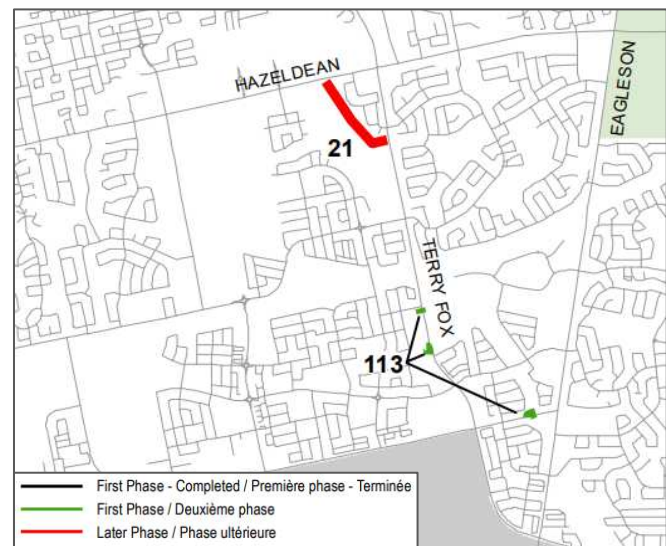 HAZELDEAN
EAGLESON
21
TERRY FOX
113
First Phase - Completed / Première phase - Terminée
First Phase / Deuxième phase
Later Phase / Phase ultérieure